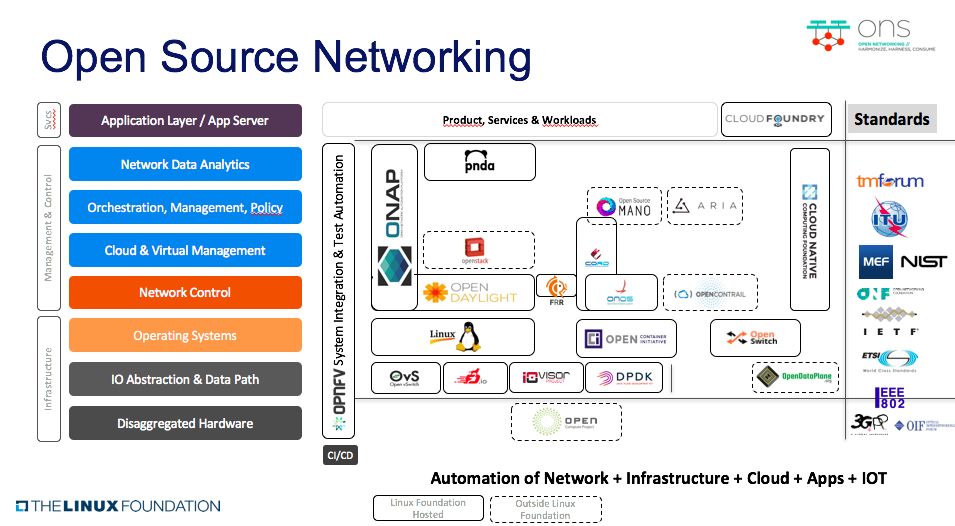 ons
OPEN NETWORKING //
HARMONIZE, HARNESS, CONSUME
Open Source Networking
Svcs
Application Layer / App Server
Product, Services & Workloads
CLOUD FOUNDRY
Standards
Management & Control
Network Data Analytics
Orchestration, Management, Policy
Cloud & Virtual Management
Network Control
Infrastructure
Operating Systems
IO Abstraction & Data Path
Disaggregated Hardware
OPNFV System Integration & Test Automation
CI/CD
ONAP
pnda
Open Source
MANO
ARIA
openstack
CORD
CLOUD NATIVE
COMPUTING FOUNDATION
OPEN
DAYLIGHT
FRR
onos
OPENCONTRAIL
Linux
OPEN CONTAINER
INITIATIVE
Open
Switch
OvS
Open vSwitch
fd.io
IOVISOR
PROJECT
DPDK
OpenDataPlane
.org
OPEN
Compute Project
tmforum
ITU
MEF
NIST
ONF
OPEN NETWORKING
FOUNDATION
IETF
ETSI
World Class Standards
IEEE
802
3GPP
OIF
Automation of Network + Infrastructure + Cloud + Apps + IOT
THE LINUX FOUNDATION
Linux Foundation
Hosted
Outside Linux
Foundation